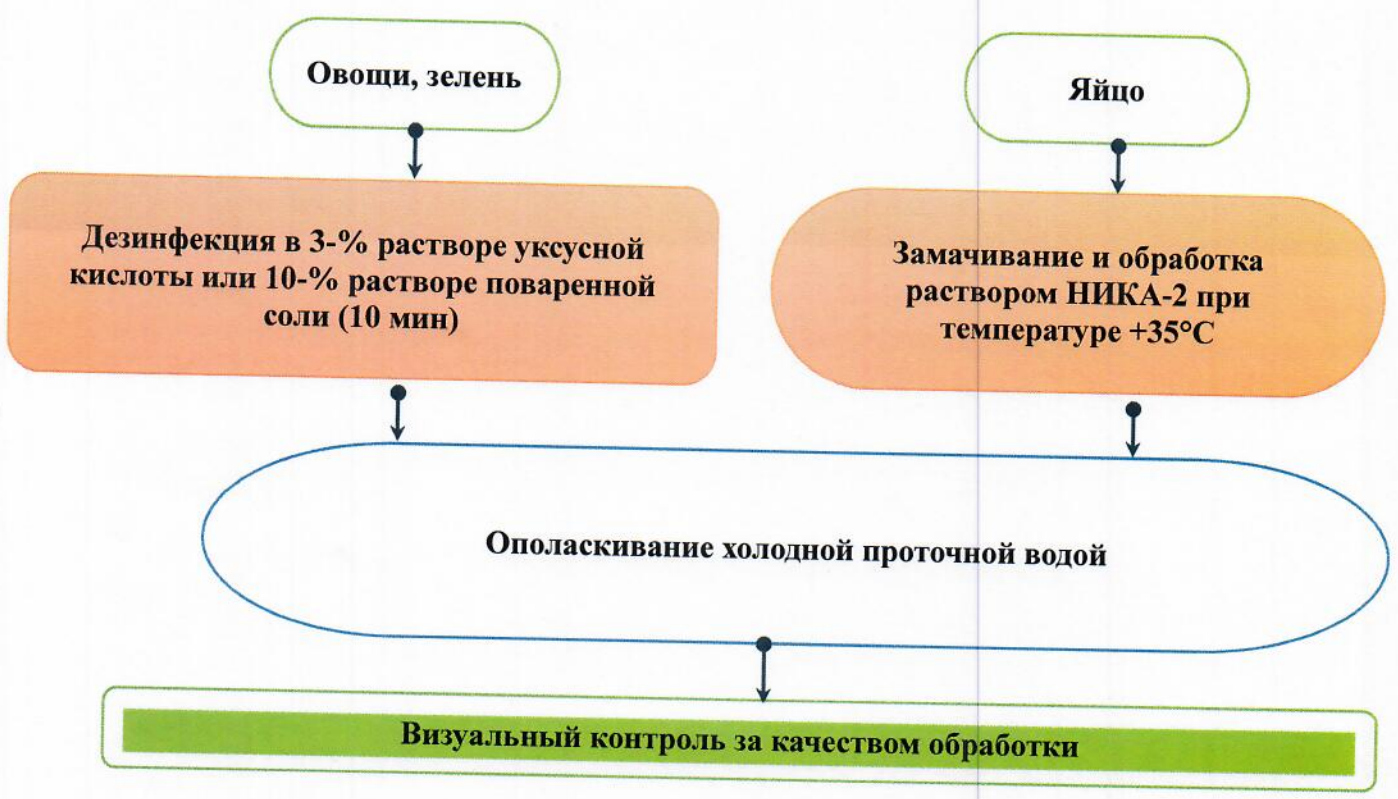 Овощи, зелень
Яйцо
Дезинфекция в 3-% растворе уксусной
кислоты или 10-% растворе поваренной
соли (10 мин)
Замачивание и обработка
раствором НИКА-2 при
температуре +35°С
Ополаскивание холодной проточной водой
Визуальный контроль за качеством обработки